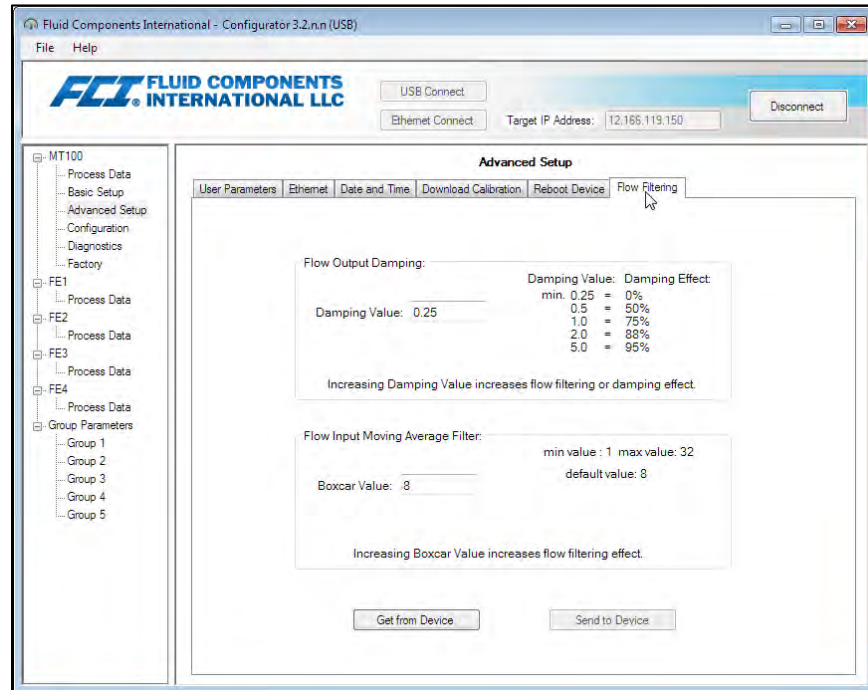 Fluid Components International - Configurator 3.2.n.n (USB)
File Help
FCI FLUID COMPONENTS
® INTERNATIONAL LLC
USB Connect
Ethernet Connect
Target IP Address: 12.166.119.150
Disconnect
MT100
Process Data
Basic Setup
Advanced Setup
Configuration
Diagnostics
Factory
FE1
Process Data
FE2
Process Data
FE3
Process Data
FE4
Process Data
Group Parameters
Group 1
Group 2
Group 3
Group 4
Group 5
Advanced Setup
User Parameters Ethernet Date and Time Download Calibration Reboot Device Flow Filtering
Flow Output Damping:
Damping Value: 0.25
Damping Value: Damping Effect:
min. 0.25 = 0%
0.5 = 50%
1.0 = 75%
2.0 = 88%
5.0 = 95%
Increasing Damping Value increases flow filtering or damping effect.
Flow Input Moving Average Filter:
min value : 1 max value: 32
default value: 8
Boxcar Value: 8
Increasing Boxcar Value increases flow filtering effect.
Get from Device
Send to Device